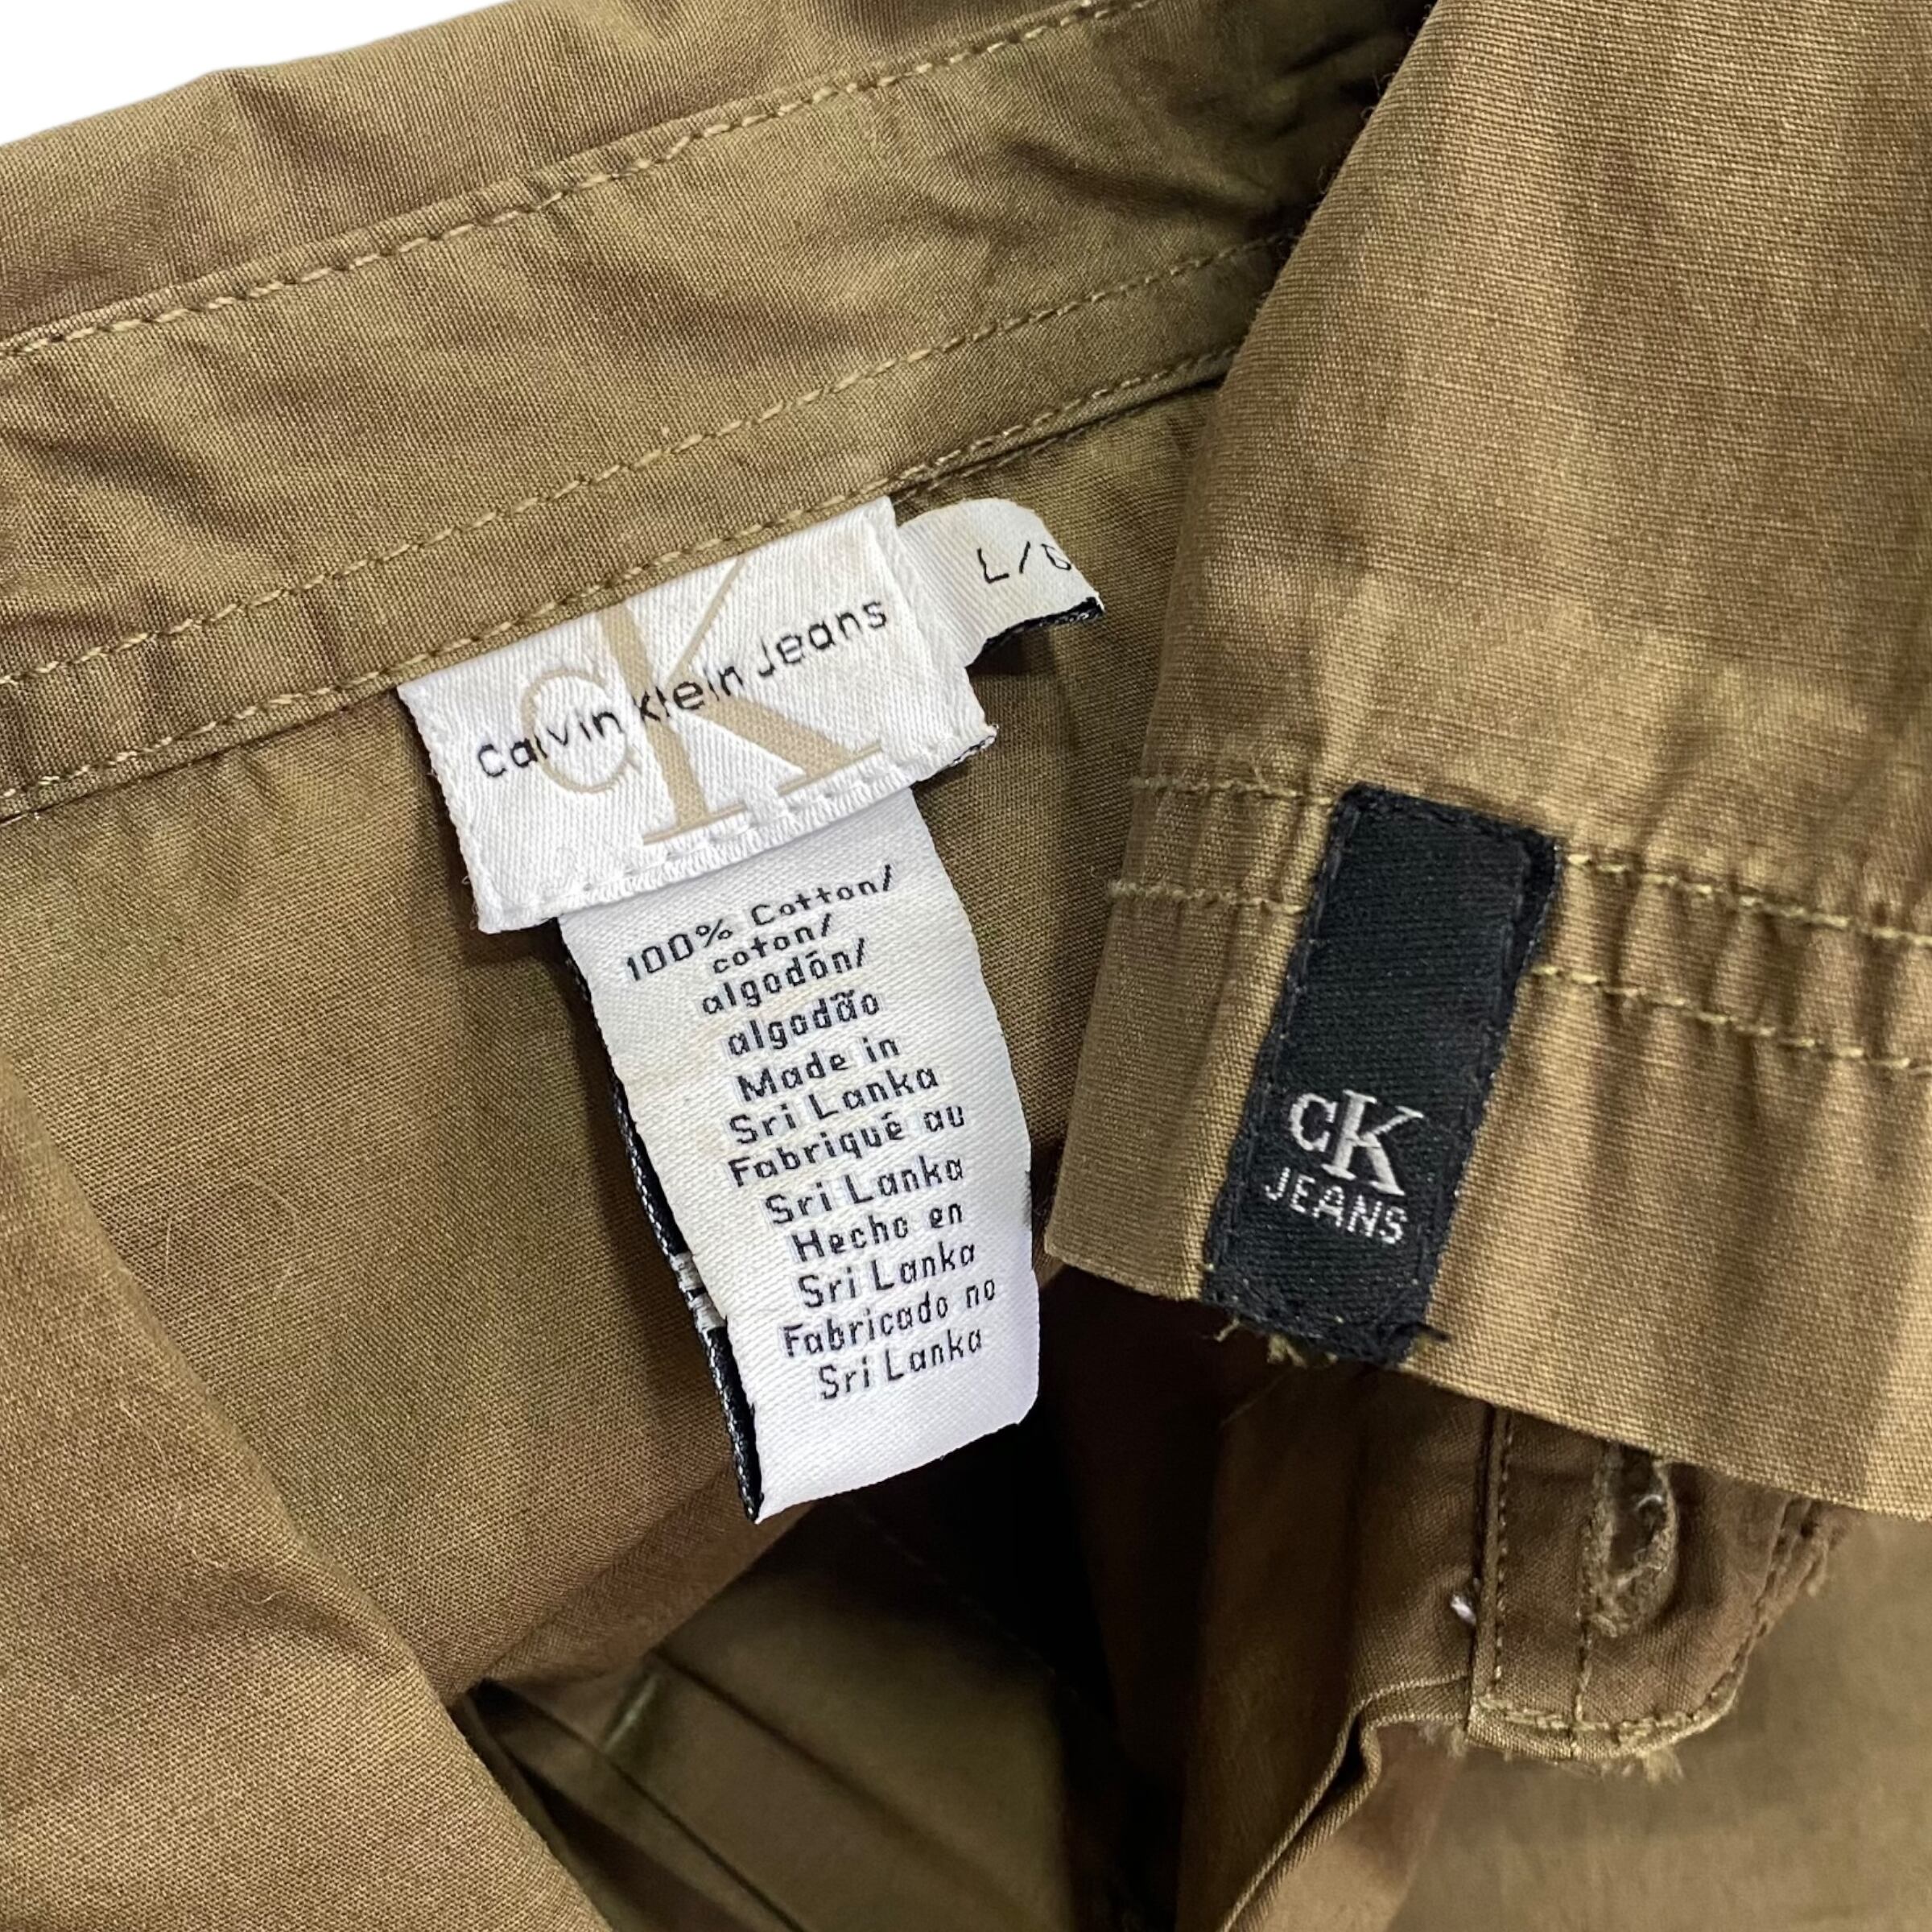 L/G
cK
Calvin Klein Jeans
100% Cotton/
coton/
algodón/
algodão
Made in
Sri Lanka
Fabriqué au
Sri Lanka
Hecho en
Sri Lanka
Fabricado no
Sri Lanka
cK
JEANS